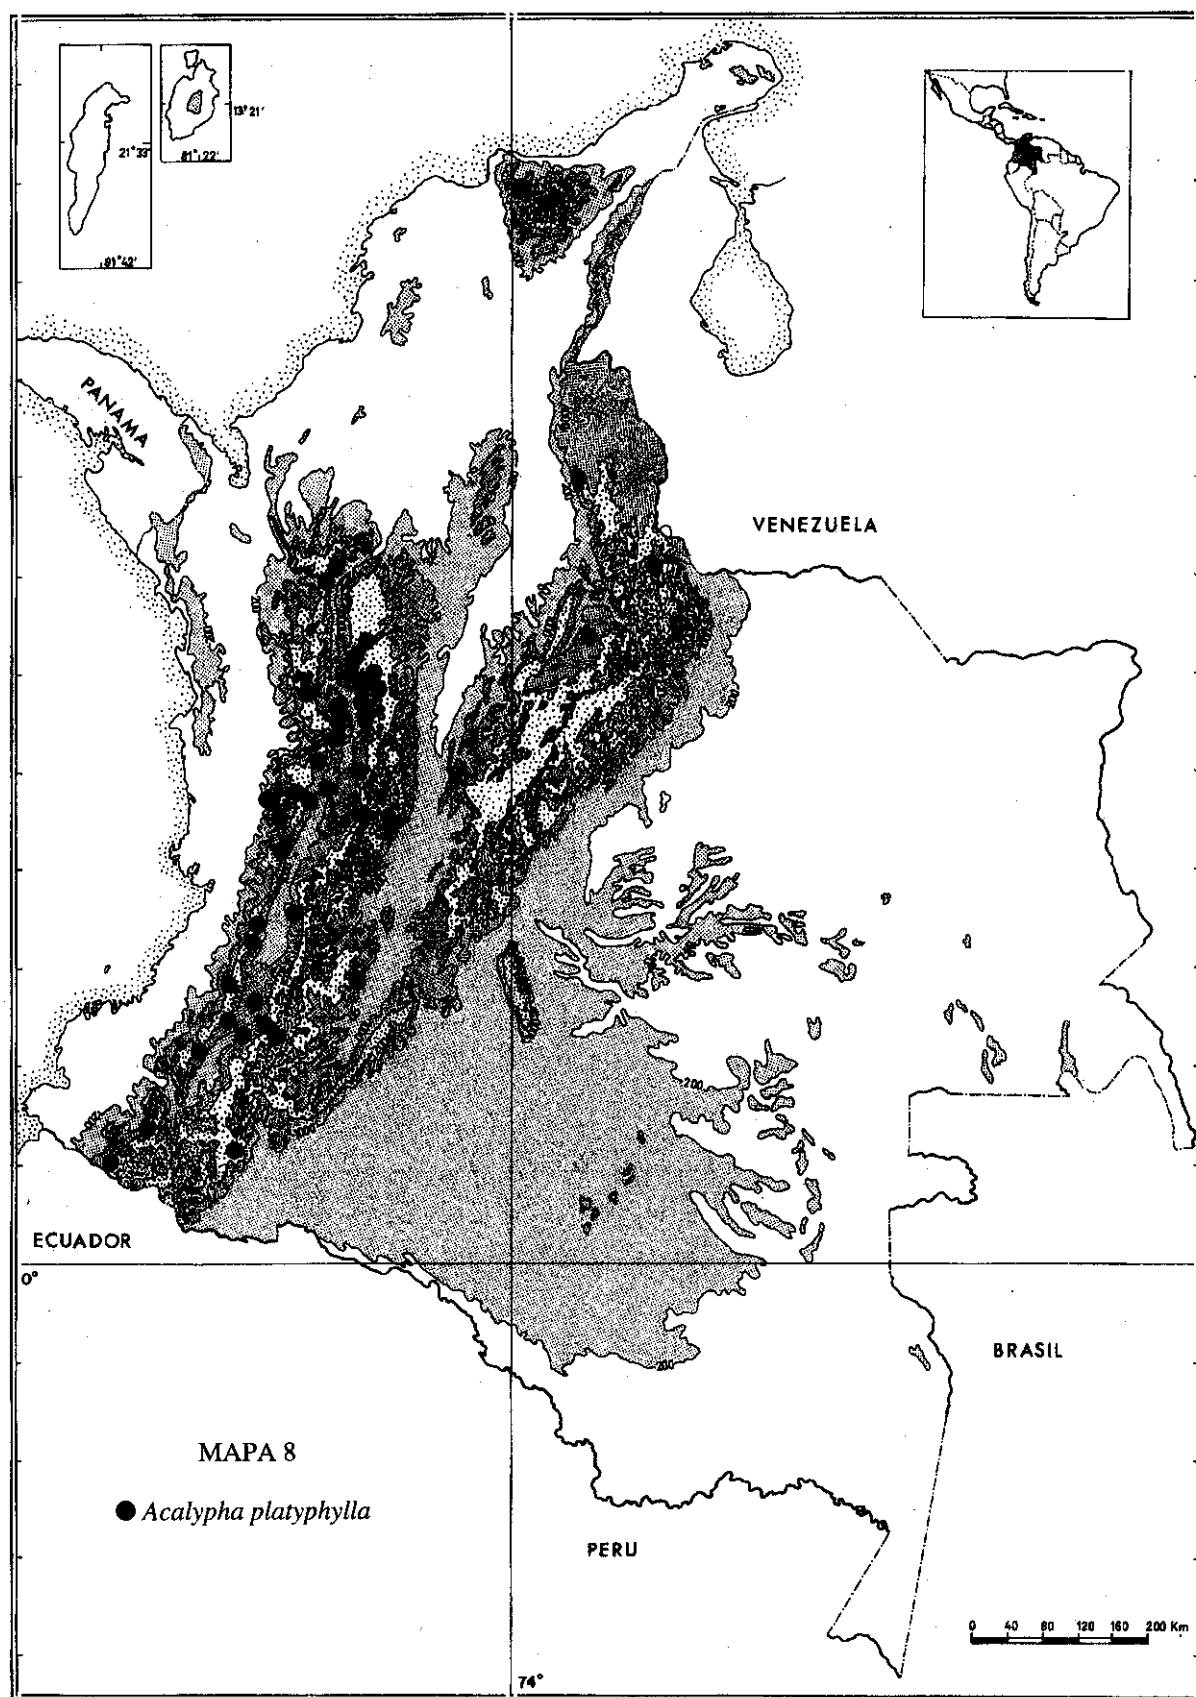 13° 21'
21° 33'
81° 22'
81° 42'
PANAMA
VENEZUELA
200
200
ECUADOR
0°
BRASIL
200
MAPA 8
Acalypha platyphylla
PERU
0 40 80 120 160 200 Km
74°